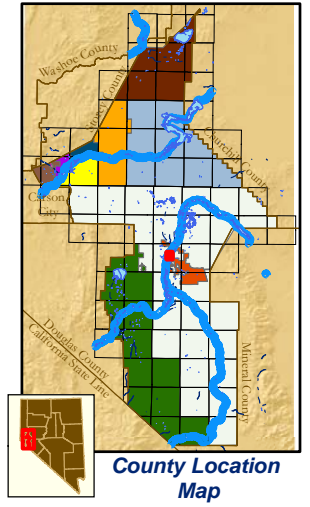 Washoe County
Storey County
Churchill County
Carson
City
Douglas County
California State Line
Mineral County
County Location
Map